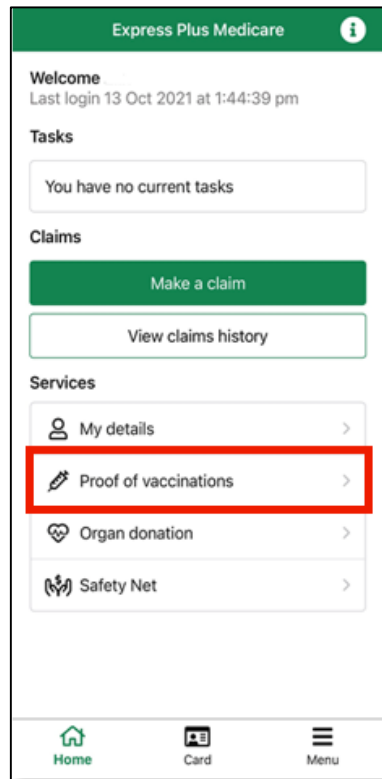 Express Plus Medicare
Welcome
Last login 13 Oct 2021 at 1:44:39 pm
Tasks
You have no current tasks
Claims
Make a claim
View claims history
Services
My details
Proof of vaccinations
Organ donation
Safety Net
Home Card Menu